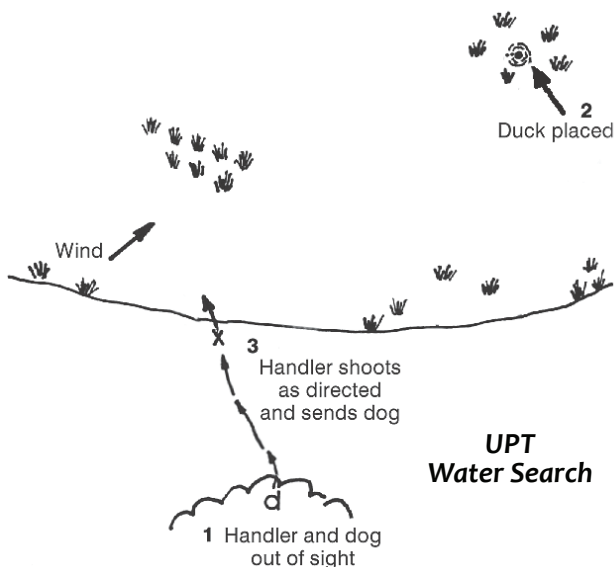 2
Duck placed
Wind
3
Handler shoots
as directed
and sends dog
UPT
Water Search
d
1 Handler and dog
out of sight